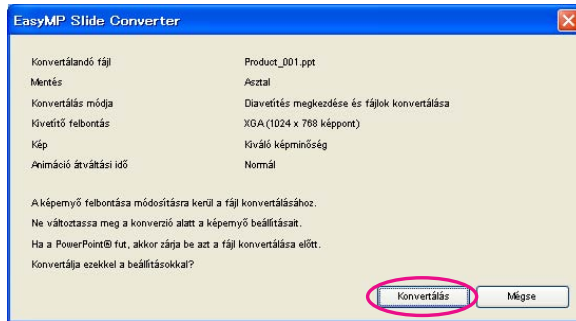 EasyMP Slide Converter
Konvertálandó fájl Product_001.ppt
Mentés Asztal
Konvertálás módja Diavetítés megkezdése és fájlok konvertálása
Kivetítő felbontás XGA (1024 x 768 képpont)
Kép Kiváló képminőség
Animáció átváltási idő Normál
A képernyő felbontása módosításra kerül a fájl konvertálásához.
Ne változtassa meg a konverzió alatt a képernyő beállításait.
Ha a PowerPoint® fut, akkor zárja be azt a fájl konvertálása előtt.
Konvertálja ezekkel a beállításokkal?
Konvertálás Mégse